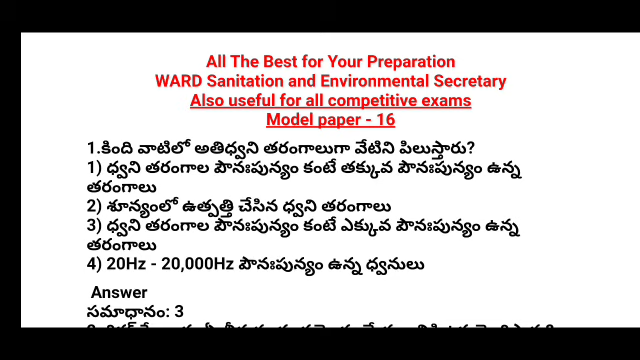 All The Best for Your Preparation
WARD Sanitation and Environmental Secretary
Also useful for all competitive exams
Model paper - 16
1.కింది వాటిలో అతిధ్వని తరంగాలుగా వేటిని పిలుస్తారు?
1) ధ్వని తరంగాల పౌనఃపున్యం కంటే తక్కువ పౌనఃపున్యం ఉన్న
తరంగాలు
2) శూన్యంలో ఉత్పత్తి చేసిన ధ్వని తరంగాలు
3) ధ్వని తరంగాల పౌనఃపున్యం కంటే ఎక్కువ పౌనఃపున్యం ఉన్న
తరంగాలు
4) 20Hz - 20,000Hz పౌనఃపున్యం ఉన్న ధ్వనులు
Answer
సమాధానం: 3